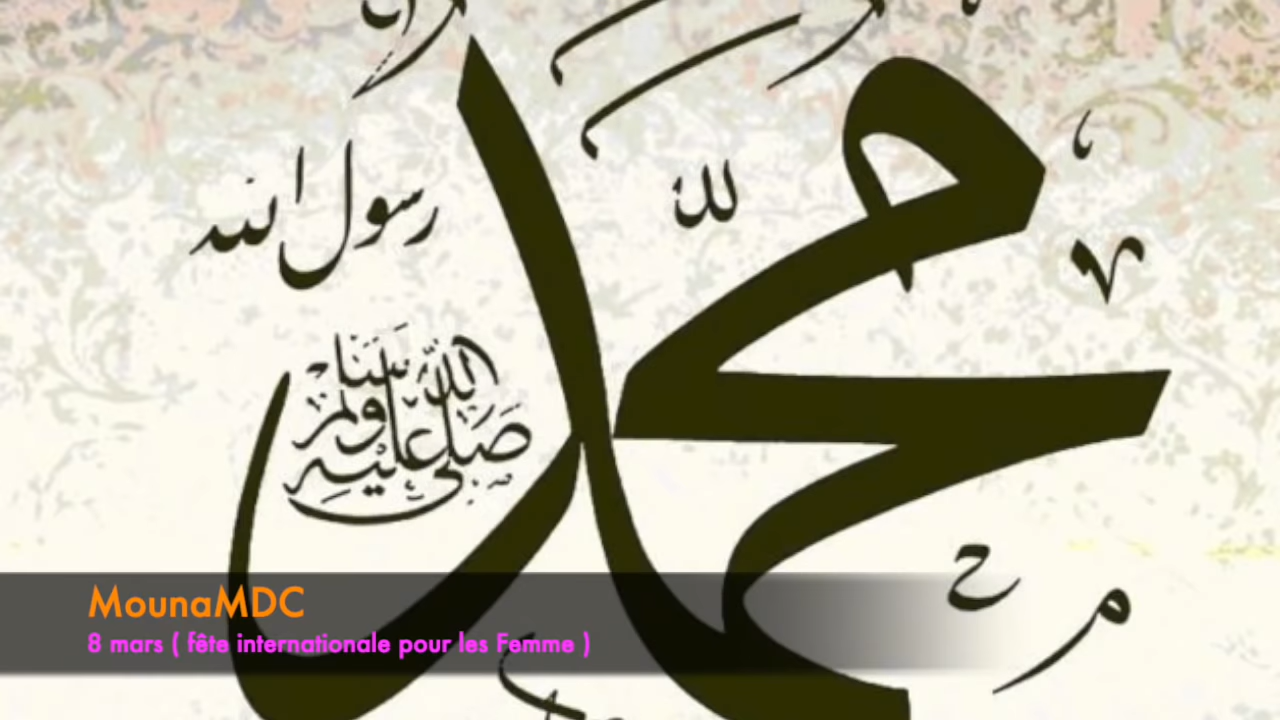 محمد
رسول الله
صلى الله عليه وسلم
MounaMDC
8 mars ( fête internationale pour les Femme )